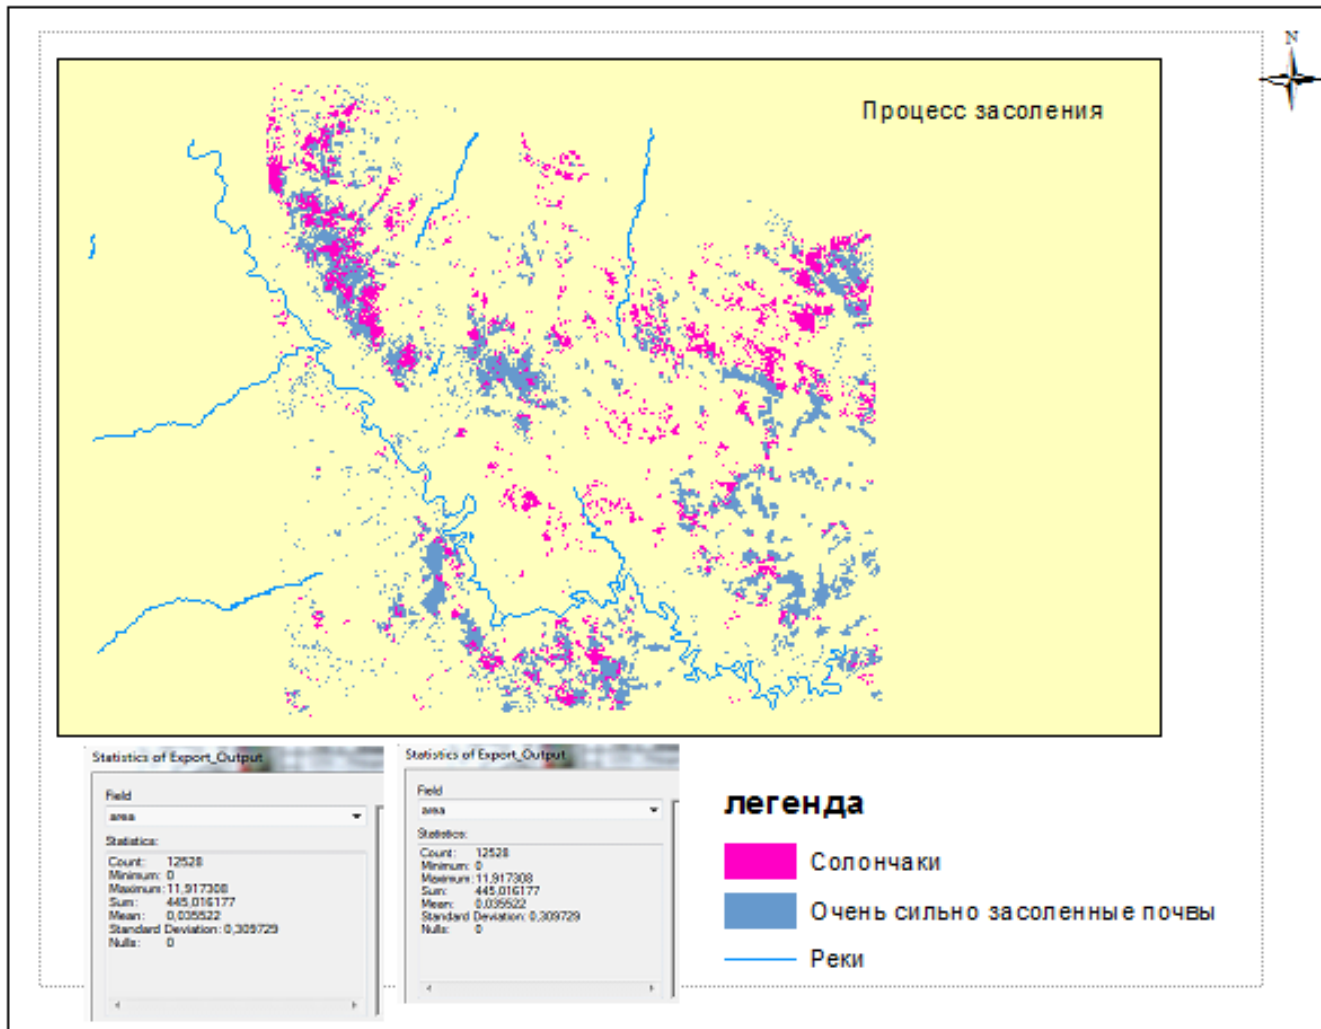 N
Процесс засоления
Statistics of Export_Output
Field
area
Statistics:
Count: 12528
Minimum: 0
Maximum: 11,917308
Sum: 445,016177
Mean: 0,035522
Standard Deviation: 0,309729
Nulls: 0
Statistics of Export_Output
Field
area
Statistics:
Count: 12528
Minimum: 0
Maximum: 11,917308
Sum: 445,016177
Mean: 0,035522
Standard Deviation: 0,309729
Nulls: 0
легенда
Солончаки
Очень сильно засоленные почвы
Реки